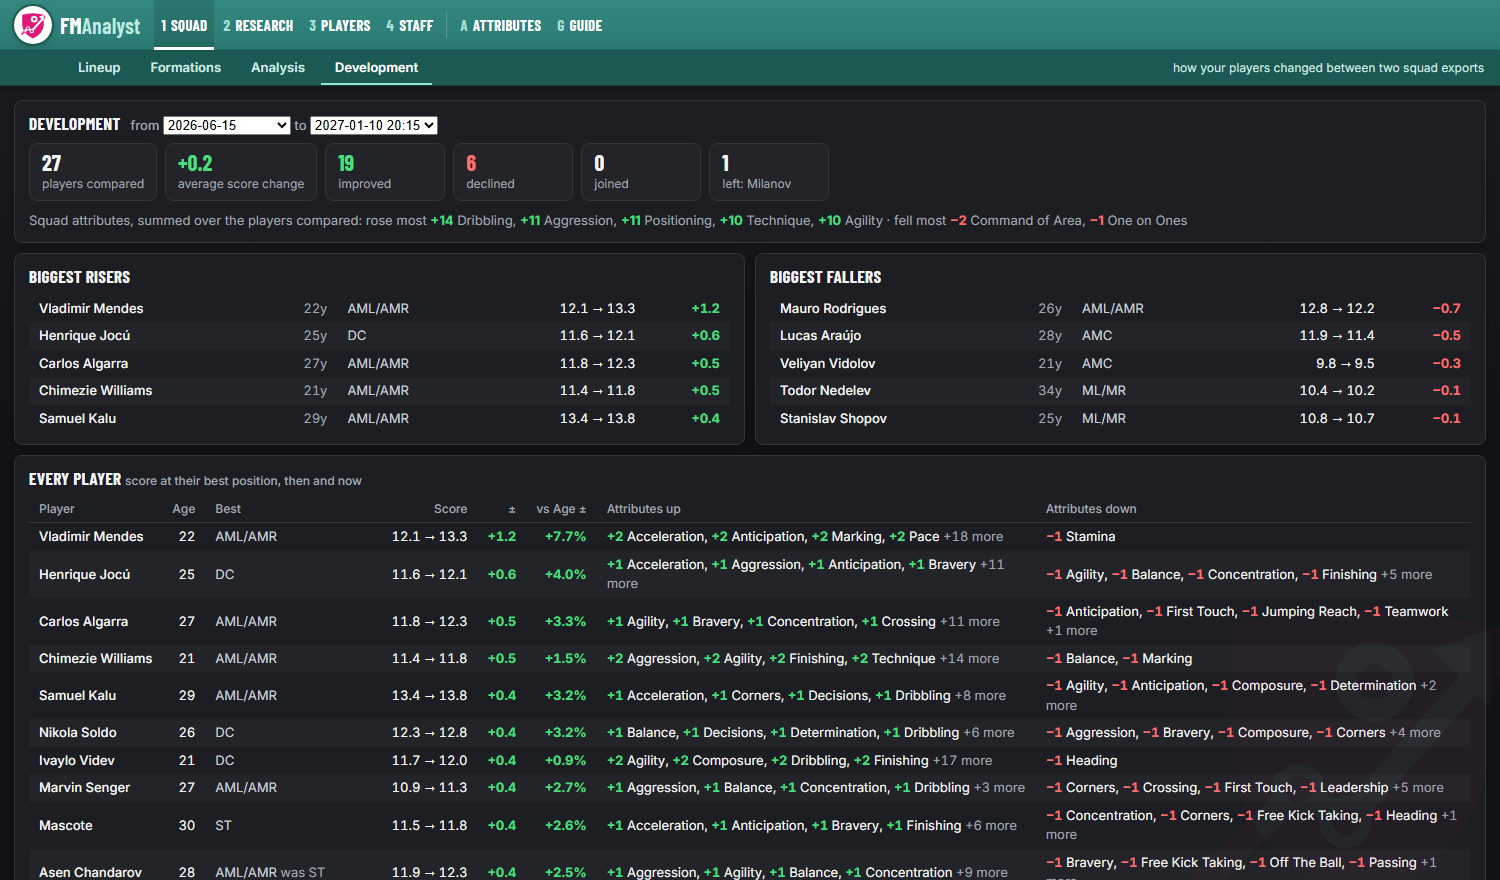 FMAnalyst 1 SQUAD 2 RESEARCH 3 PLAYERS 4 STAFF A ATTRIBUTES G GUIDE
Lineup Formations Analysis Development how your players changed between two squad exports
DEVELOPMENT from 2026-06-15 to 2027-01-10 20:15
27 +0.2 19 6 0 1
players compared average score change improved declined joined left: Milanov
Squad attributes, summed over the players compared: rose most +14 Dribbling, +11 Aggression, +11 Positioning, +10 Technique, +10 Agility · fell most −2 Command of Area, −1 One on Ones
BIGGEST RISERS
Vladimir Mendes 22y AML/AMR 12.1 → 13.3 +1.2
Henrique Jocú 25y DC 11.6 → 12.1 +0.6
Carlos Algarra 27y AML/AMR 11.8 → 12.3 +0.5
Chimezie Williams 21y AML/AMR 11.4 → 11.8 +0.5
Samuel Kalu 29y AML/AMR 13.4 → 13.8 +0.4
BIGGEST FALLERS
Mauro Rodrigues 26y AML/AMR 12.8 → 12.2 −0.7
Lucas Araújo 28y AMC 11.9 → 11.4 −0.5
Veliyan Vidolov 21y AMC 9.8 → 9.5 −0.3
Todor Nedelev 34y ML/MR 10.4 → 10.2 −0.1
Stanislav Shopov 25y ML/MR 10.8 → 10.7 −0.1
EVERY PLAYER score at their best position, then and now
Player Age Best Score ± vs Age ± Attributes up Attributes down
Vladimir Mendes 22 AML/AMR 12.1 → 13.3 +1.2 +7.7% +2 Acceleration, +2 Anticipation, +2 Marking, +2 Pace +18 more −1 Stamina
Henrique Jocú 25 DC 11.6 → 12.1 +0.6 +4.0% +1 Acceleration, +1 Aggression, +1 Anticipation, +1 Bravery +11
more −1 Agility, −1 Balance, −1 Concentration, −1 Finishing +5 more
Carlos Algarra 27 AML/AMR 11.8 → 12.3 +0.5 +3.3% +1 Agility, +1 Bravery, +1 Concentration, +1 Crossing +11 more −1 Anticipation, −1 First Touch, −1 Jumping Reach, −1 Teamwork
+1 more
Chimezie Williams 21 AML/AMR 11.4 → 11.8 +0.5 +1.5% +2 Aggression, +2 Agility, +2 Finishing, +2 Technique +14 more −1 Balance, −1 Marking
Samuel Kalu 29 AML/AMR 13.4 → 13.8 +0.4 +3.2% +1 Acceleration, +1 Corners, +1 Decisions, +1 Dribbling +8 more −1 Agility, −1 Anticipation, −1 Composure, −1 Determination +2
more
Nikola Soldo 26 DC 12.3 → 12.8 +0.4 +3.2% +1 Balance, +1 Decisions, +1 Determination, +1 Dribbling +6 more −1 Aggression, −1 Bravery, −1 Composure, −1 Corners +4 more
Ivaylo Videv 21 DC 11.7 → 12.0 +0.4 +0.9% +2 Agility, +2 Composure, +2 Dribbling, +2 Finishing +17 more −1 Heading
Marvin Senger 27 AML/AMR 10.9 → 11.3 +0.4 +2.7% +1 Aggression, +1 Balance, +1 Concentration, +1 Dribbling +3 more −1 Corners, −1 Crossing, −1 First Touch, −1 Leadership +5 more
Mascote 30 ST 11.5 → 11.8 +0.4 +2.6% +1 Acceleration, +1 Anticipation, +1 Bravery, +1 Finishing +6 more −1 Concentration, −1 Corners, −1 Free Kick Taking, −1 Heading +1
more
Asen Chandarov 28 AML/AMR was ST 11.9 → 12.3 +0.4 +2.5% +1 Aggression, +1 Agility, +1 Balance, +1 Concentration +9 more −1 Bravery, −1 Free Kick Taking, −1 Off The Ball, −1 Passing +1